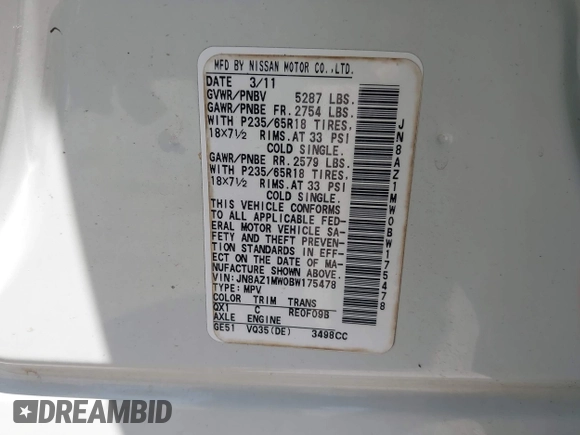 MFD BY NISSAN MOTOR CO.,LTD.
DATE 3/11
GVWR/PNBV 5287 LBS.
GAWR/PNBE FR. 2754 LBS.
WITH P235/65R18 TIRES.
18X7½ RIMS.AT 33 PSI
COLD SINGLE.
GAWR/PNBE RR. 2579 LBS.
WITH P235/65R18 TIRES.
18X7½ RIMS.AT 33 PSI
COLD SINGLE.
THIS VEHICLE CONFORMS
TO ALL APPLICABLE FED-
ERAL MOTOR VEHICLE SA-
FETY AND THEFT PREVEN-
TION STANDARDS IN EFF-
ECT ON THE DATE OF MA-
NUFACTURE SHOWN ABOVE.
VIN:JN8AZ1MW0BW175478
TYPE:MPV
COLOR TRIM TRANS
QX1 C RE0F09B
AXLE ENGINE
GE51 VQ35(DE) 3498CC
JN8AZ1MW0BW175478
DREAMBID